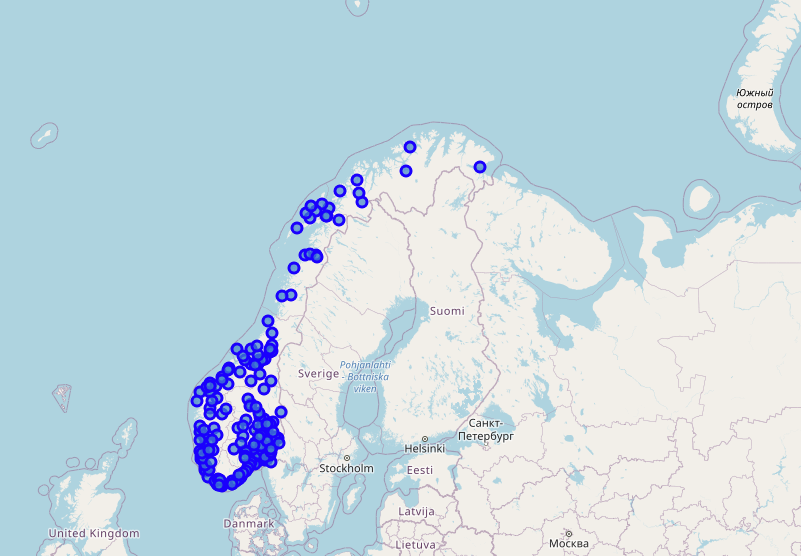 Южный
остров
Suomi
Sverige
Pohjanlahti
- Bottniska
viken
Санкт-
Петербург
Helsinki
Stockholm
Eesti
Danmark
Latvija
United Kingdom
Lietuva
Москва